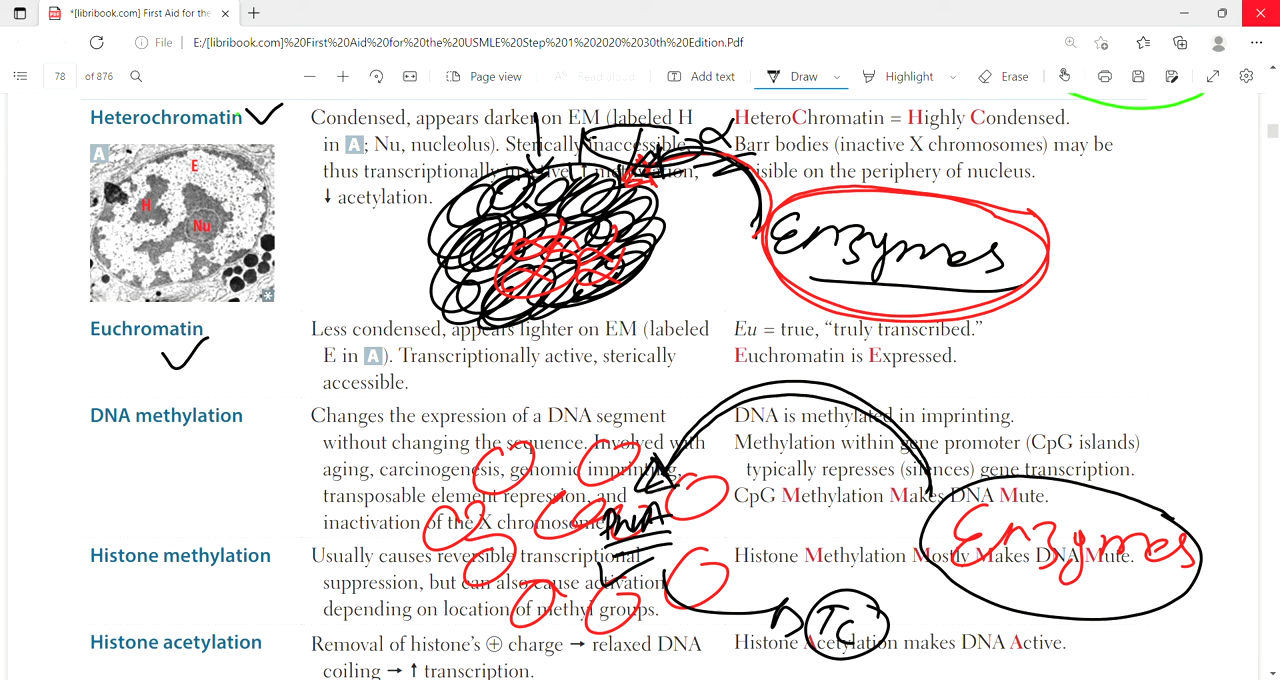 *[libribook.com] First Aid for the
File
E:/[libribook.com]%20First%20Aid%20for%20the%20USMLE%20Step%201%202020%2030th%20Edition.Pdf
78 of 876
Page view
Read aloud
Add text
Draw
Highlight
Erase
Heterochromatin
Condensed, appears darker on EM (labeled H
in A; Nu, nucleolus). Sterically inaccessible,
thus transcriptionally inactive. ↑ methylation,
↓ acetylation.
HeteroChromatin = Highly Condensed.
Barr bodies (inactive X chromosomes) may be
visible on the periphery of nucleus.
A
E
H
Nu
Enzymes
Euchromatin
Less condensed, appears lighter on EM (labeled
E in A). Transcriptionally active, sterically
accessible.
Eu = true, “truly transcribed.”
Euchromatin is Expressed.
DNA methylation
Changes the expression of a DNA segment
without changing the sequence. Involved with
aging, carcinogenesis, genomic imprinting,
transposable element repression, and
inactivation of the X chromosome
DNA is methylated in imprinting.
Methylation within gene promoter (CpG islands)
typically represses (silences) gene transcription.
CpG Methylation Makes DNA Mute.
DNA
Enzymes
Histone methylation
Usually causes reversible transcriptional
suppression, but can also cause activation
depending on location of methyl groups.
Histone Methylation Mostly Makes DNA Mute.
TC
Histone acetylation
Removal of histone’s ⊕ charge → relaxed DNA
coiling → ↑ transcription.
Histone Acetylation makes DNA Active.